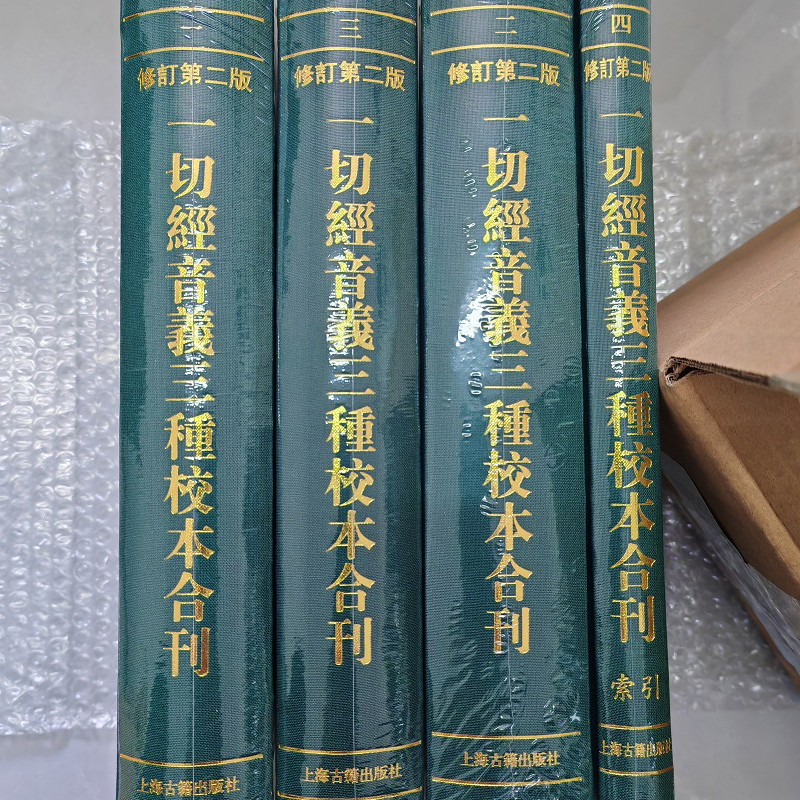 一
修訂第二版
一切經音義三種校本合刊
上海古籍出版社
三
修訂第二版
一切經音義三種校本合刊
上海古籍出版社
二
修訂第二版
一切經音義三種校本合刊
上海古籍出版社
四
修訂第二版
一切經音義三種校本合刊
索引
上海古籍出版社